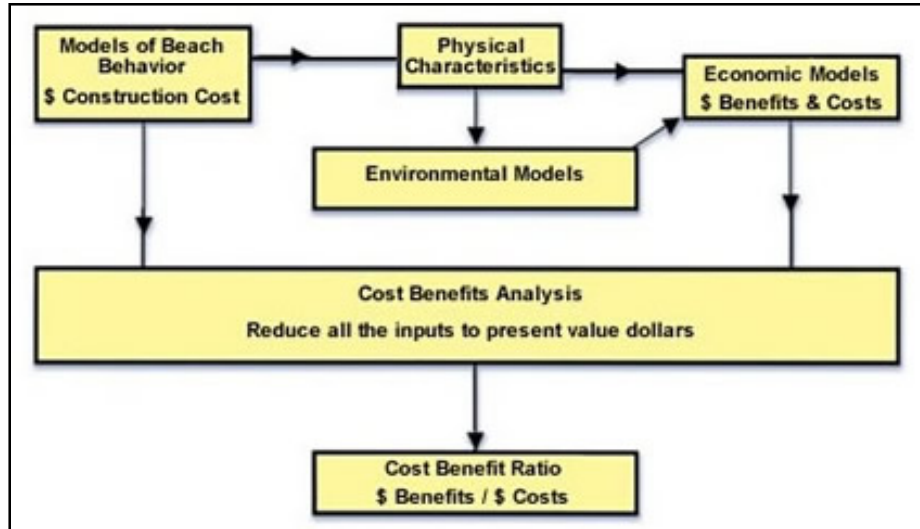 Models of Beach
Behavior
$ Construction Cost
Physical
Characteristics
Economic Models
$ Benefits & Costs
Environmental Models
Cost Benefits Analysis
Reduce all the inputs to present value dollars
Cost Benefit Ratio
$ Benefits / $ Costs